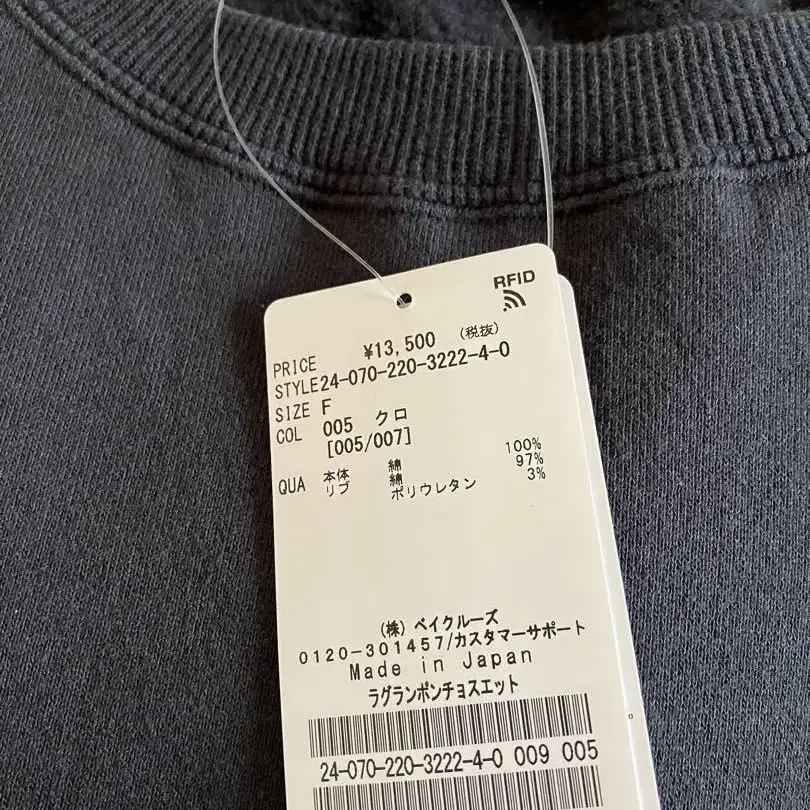 RFID
PRICE ¥13,500 (税抜)
STYLE 24-070-220-3222-4-0
SIZE F
COL 005 クロ
[005/007]
QUA 本体 綿 100%
リブ 綿 97%
ポリウレタン 3%
(株)ベイクルーズ
0120-301457/カスタマーサポート
Made in Japan
ラグランポンチョスエット
24-070-220-3222-4-0 009 005